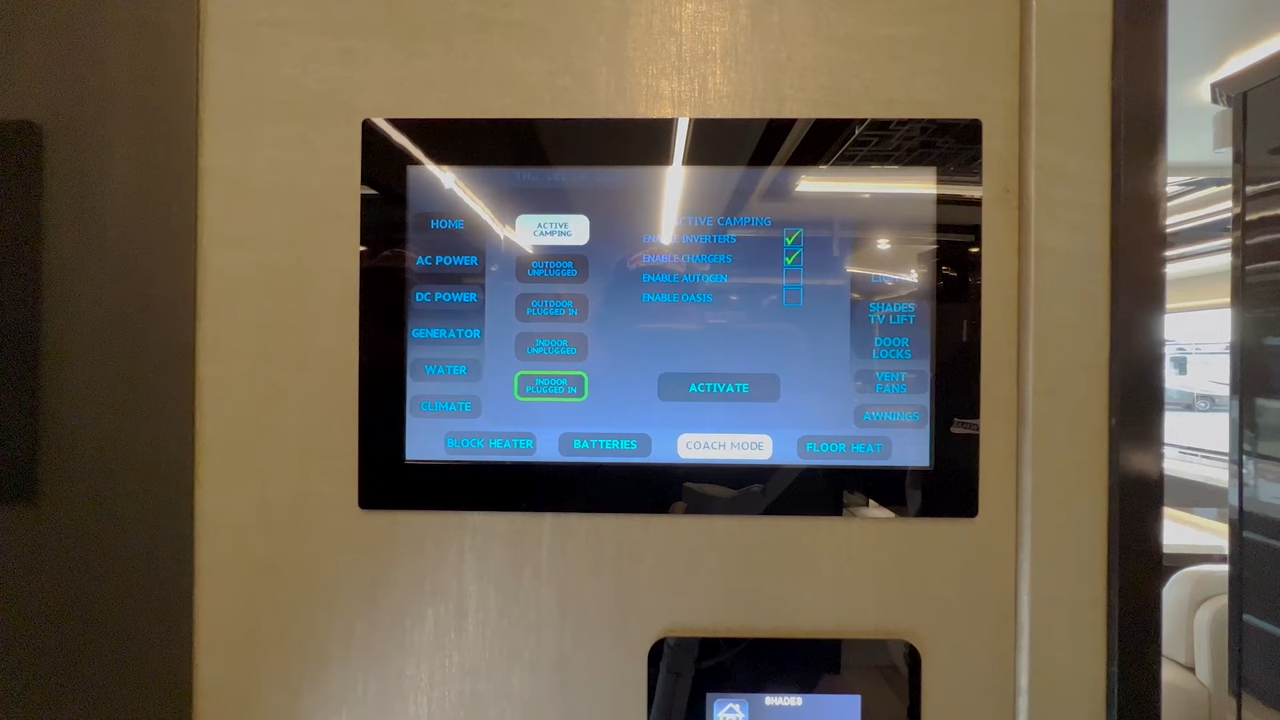 HOME
AC POWER
DC POWER
GENERATOR
WATER
CLIMATE
ACTIVE
CAMPING
OUTDOOR
UNPLUGGED
OUTDOOR
PLUGGED IN
INDOOR
UNPLUGGED
INDOOR
PLUGGED IN
ACTIVE CAMPING
ENABLE INVERTERS
ENABLE CHARGERS
ENABLE AUTOGEN
ENABLE OASIS
ACTIVATE
SHADES
TV LIFT
DOOR
LOCKS
VENT
FANS
AWNINGS
BLOCK HEATER
BATTERIES
COACH MODE
FLOOR HEAT
SHADES